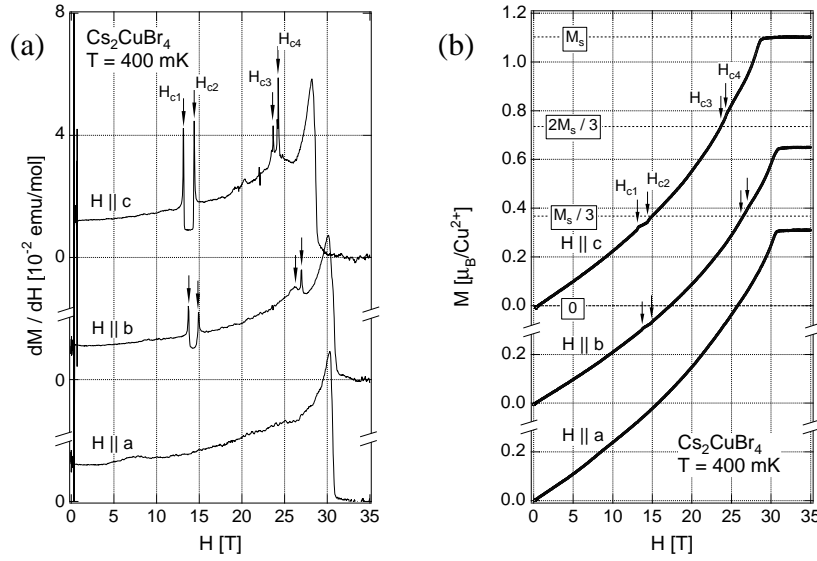 (a)
Cs2CuBr4
T = 400 mK
Hc1
Hc2
Hc3
Hc4
H || c
H || b
H || a
8
4
0
0
0
dM / dH [10-2 emu/mol]
0
5
10
15
20
25
30
35
H [T]
(b)
Ms
2Ms / 3
Ms / 3
0
Hc1
Hc2
Hc3
Hc4
H || c
H || b
H || a
Cs2CuBr4
T = 400 mK
1.2
1.0
0.8
0.6
0.4
0.2
0.0
0.2
0.0
0.2
0.0
M [μB/Cu2+]
0
5
10
15
20
25
30
35
H [T]